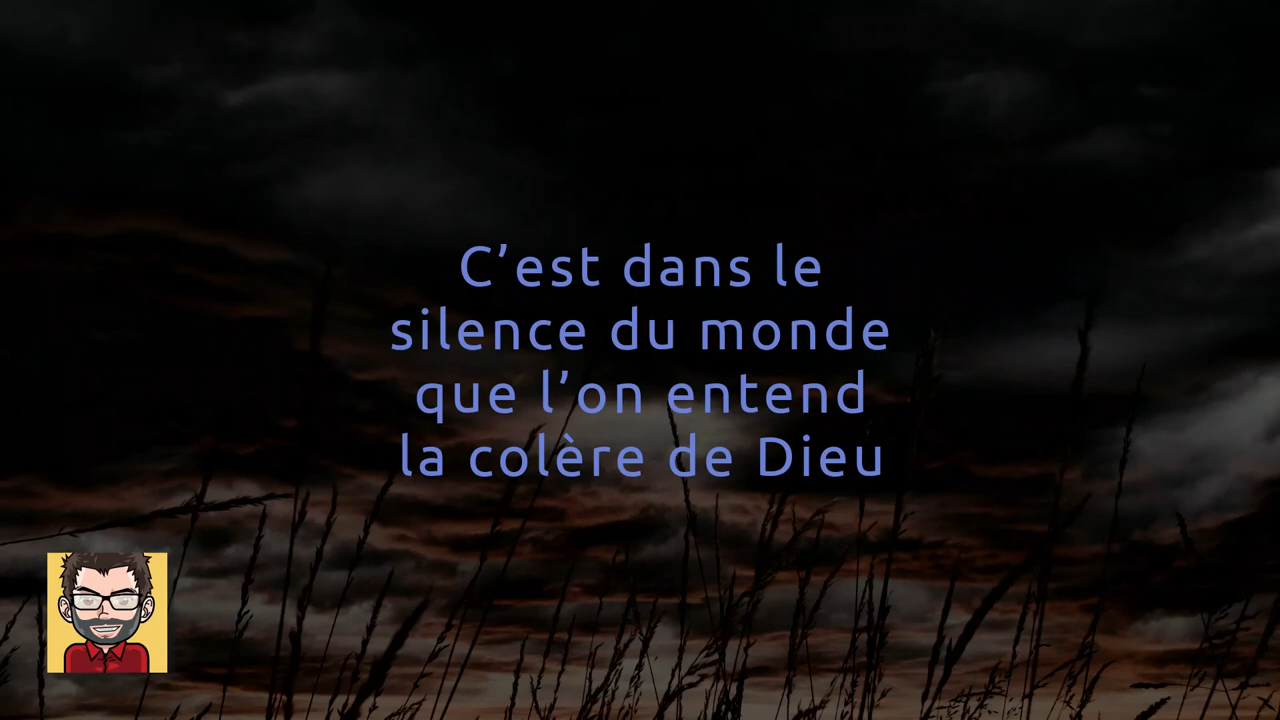 C’est dans le
silence du monde
que l’on entend
la colère de Dieu